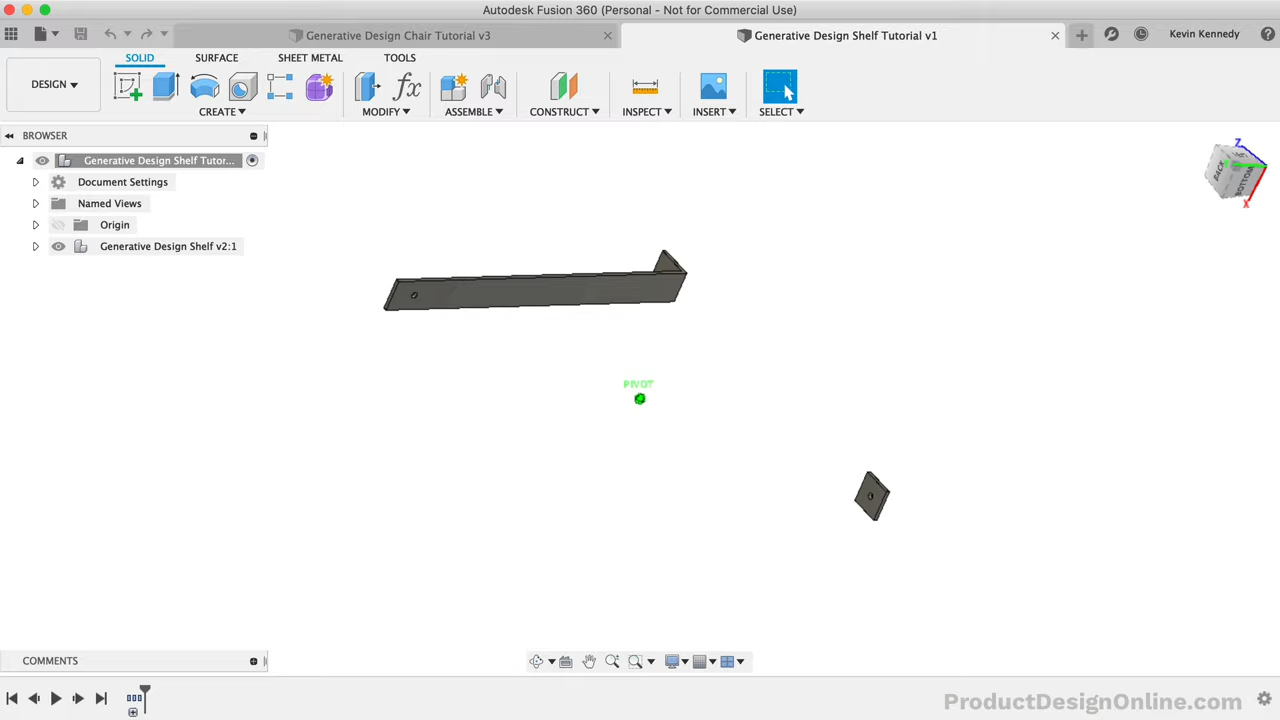 Autodesk Fusion 360 (Personal - Not for Commercial Use)
Generative Design Chair Tutorial v3
Generative Design Shelf Tutorial v1
Kevin Kennedy
DESIGN
SOLID SURFACE SHEET METAL TOOLS
CREATE MODIFY ASSEMBLE CONSTRUCT INSPECT INSERT SELECT
BROWSER
Generative Design Shelf Tutor...
Document Settings
Named Views
Origin
Generative Design Shelf v2:1
Z
BACK
BOTTOM
X
PIVOT
COMMENTS
ProductDesignOnline.com